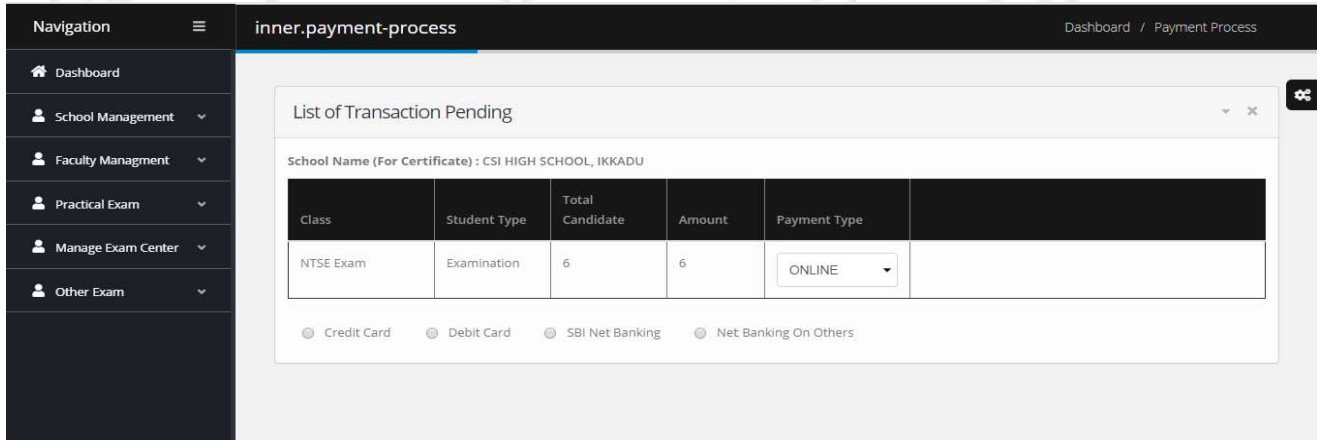 Navigation
inner.payment-process
Dashboard / Payment Process
Dashboard
School Management
Faculty Managment
Practical Exam
Manage Exam Center
Other Exam
List of Transaction Pending
School Name (For Certificate) : CSI HIGH SCHOOL, IKKADU
Class Student Type Total Candidate Amount Payment Type
NTSE Exam Examination 6 6 ONLINE
Credit Card Debit Card SBI Net Banking Net Banking On Others